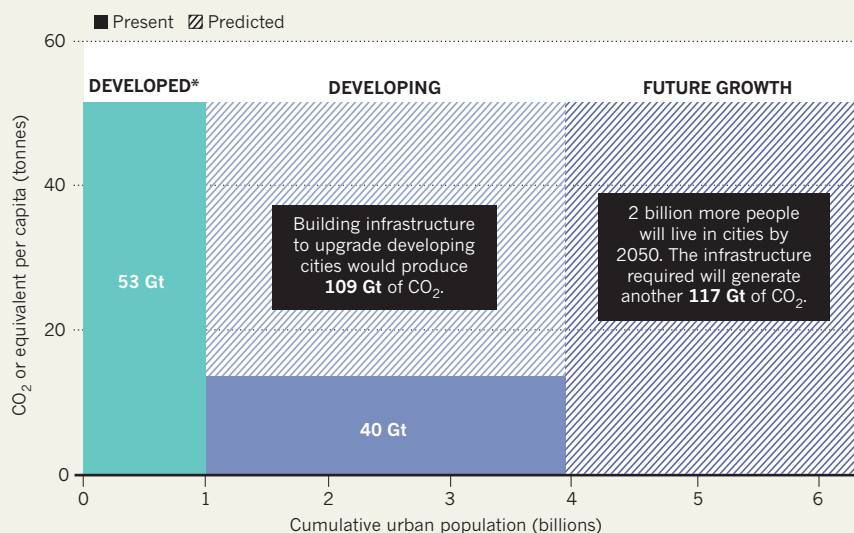 Present Predicted
60
DEVELOPED*
DEVELOPING
FUTURE GROWTH
CO₂ or equivalent per capita (tonnes)
40
Building infrastructure
to upgrade developing
cities would produce
109 Gt of CO₂.
2 billion more people
will live in cities by
2050. The infrastructure
required will generate
another 117 Gt of CO₂.
53 Gt
20
40 Gt
0
0 1 2 3 4 5 6
Cumulative urban population (billions)